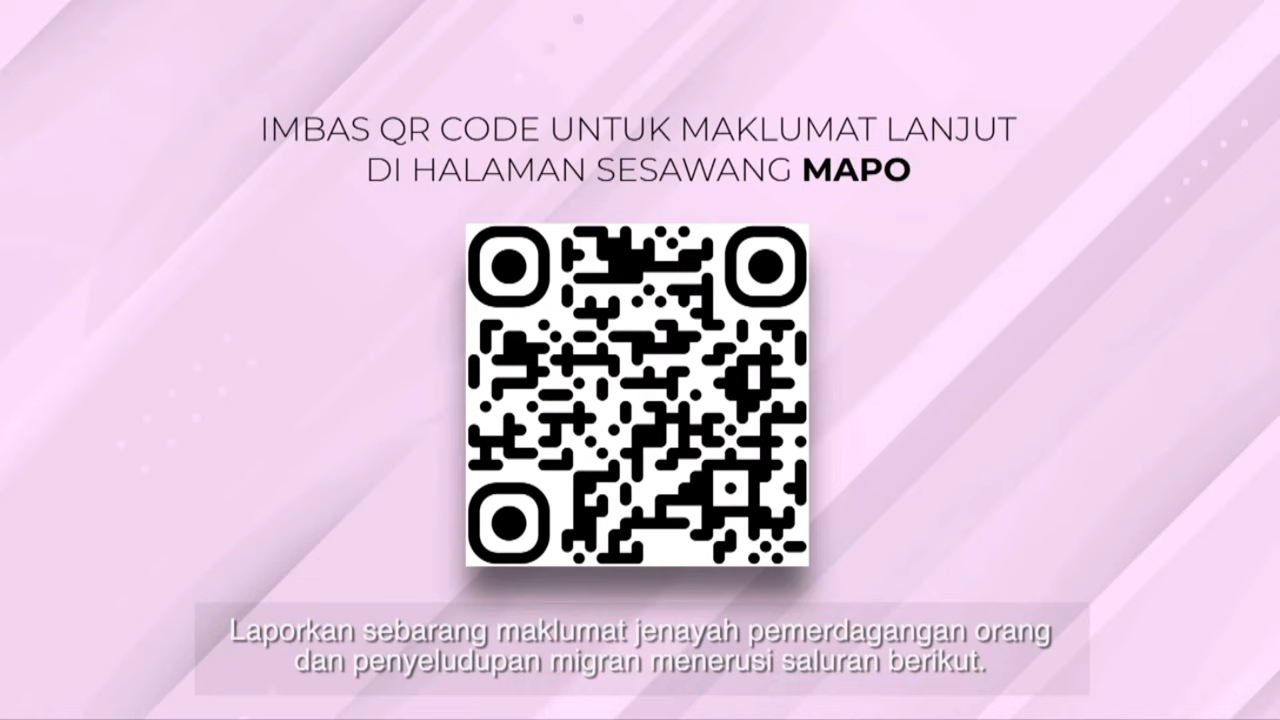 IMBAS QR CODE UNTUK MAKLUMAT LANJUT
DI HALAMAN SESAWANG MAPO
Laporkan sebarang maklumat jenayah pemerdagangan orang
dan penyeludupan migran menerusi saluran berikut.